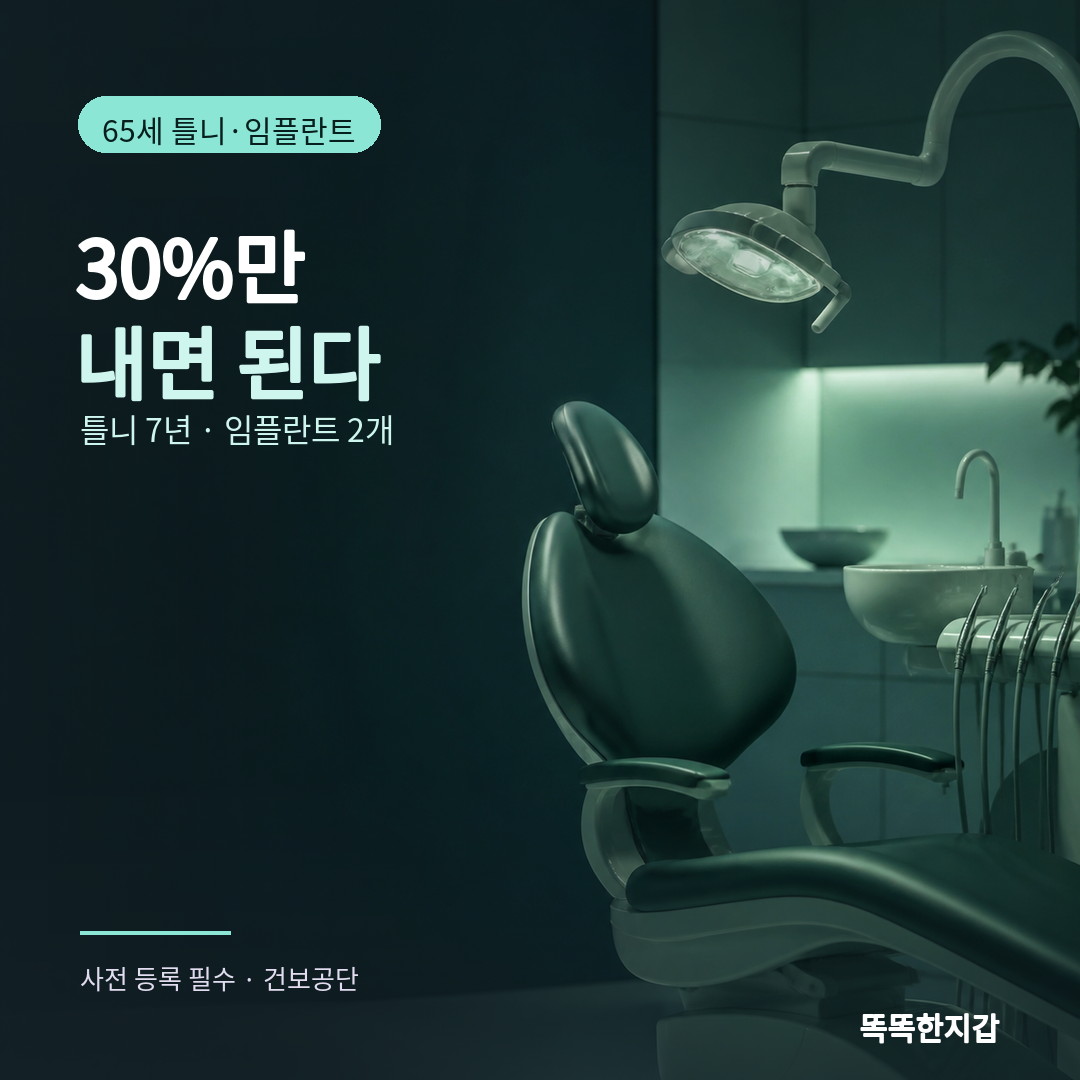 65세 틀니·임플란트
30%만
내면 된다
틀니 7년 · 임플란트 2개
사전 등록 필수 · 건보공단
똑똑한지갑